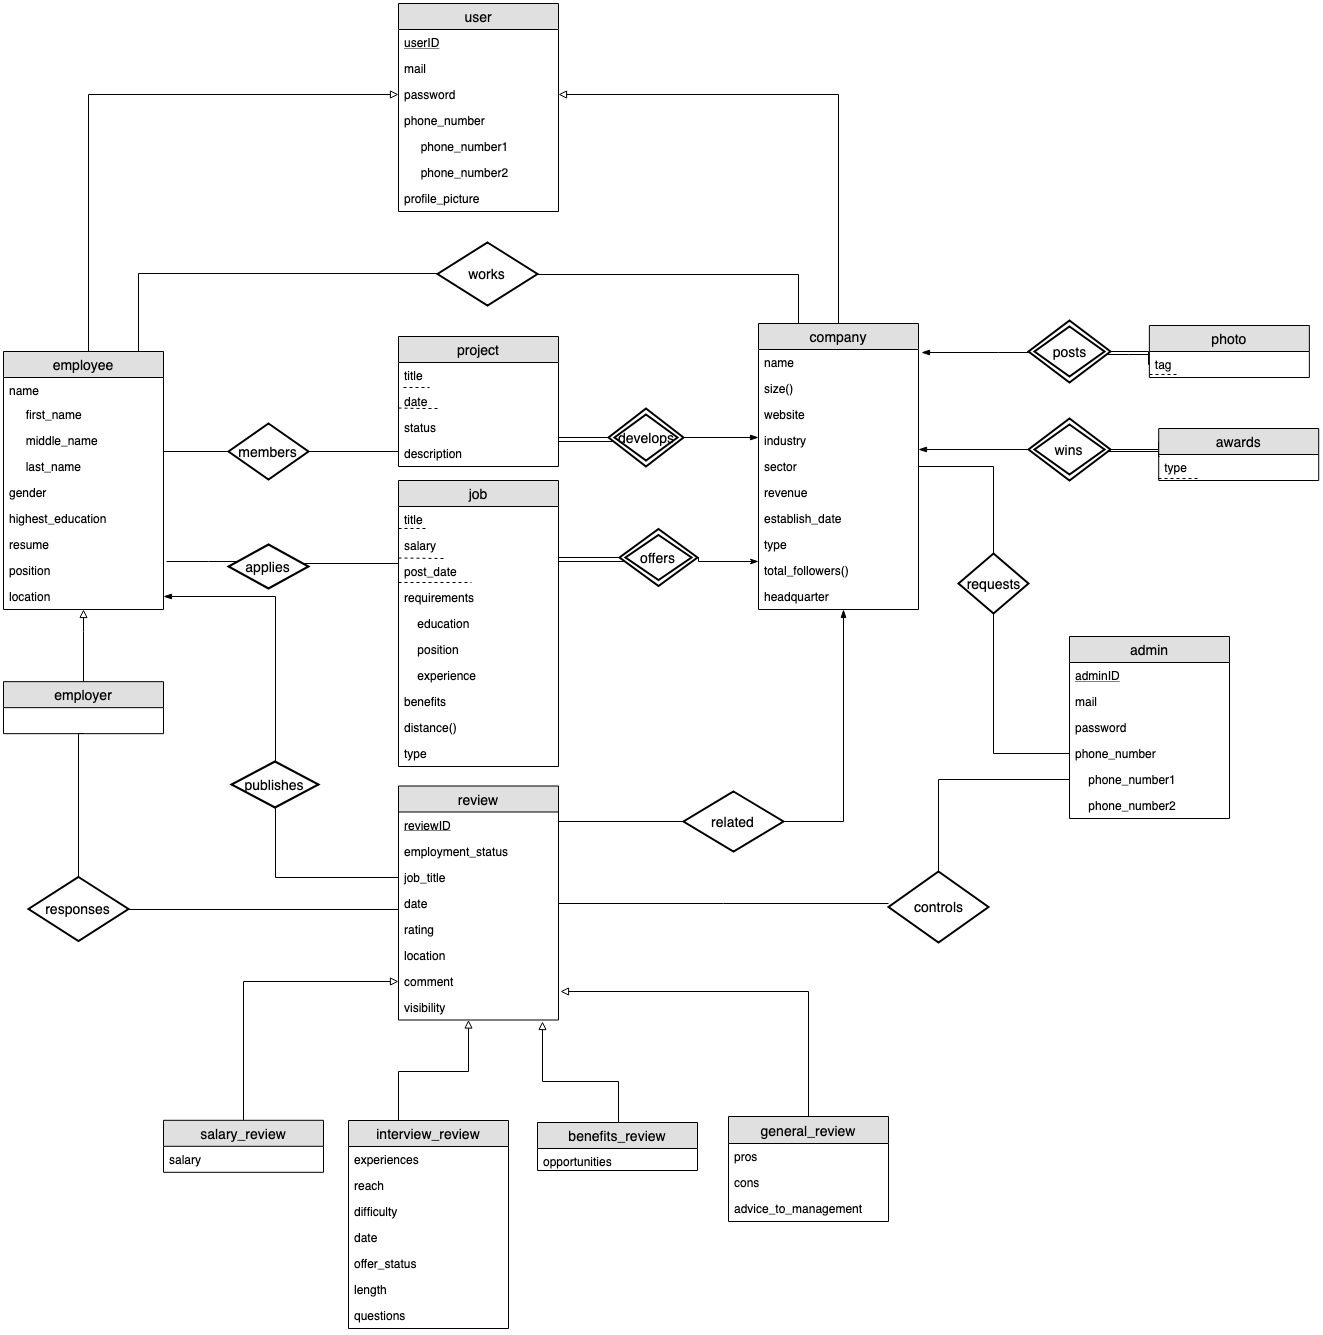 user
userID
mail
password
phone_number
phone_number1
phone_number2
profile_picture
works
employee
name
first_name
middle_name
last_name
gender
highest_education
resume
position
location
members
applies
project
title
date
status
description
develops
job
title
salary
post_date
requirements
education
position
experience
benefits
distance()
type
offers
company
name
size()
website
industry
sector
revenue
establish_date
type
total_followers()
headquarter
posts
photo
tag
wins
awards
type
requests
admin
adminID
mail
password
phone_number
phone_number1
phone_number2
employer
publishes
responses
review
reviewID
employment_status
job_title
date
rating
location
comment
visibility
related
controls
salary_review
salary
interview_review
experiences
reach
difficulty
date
offer_status
length
questions
benefits_review
opportunities
general_review
pros
cons
advice_to_management